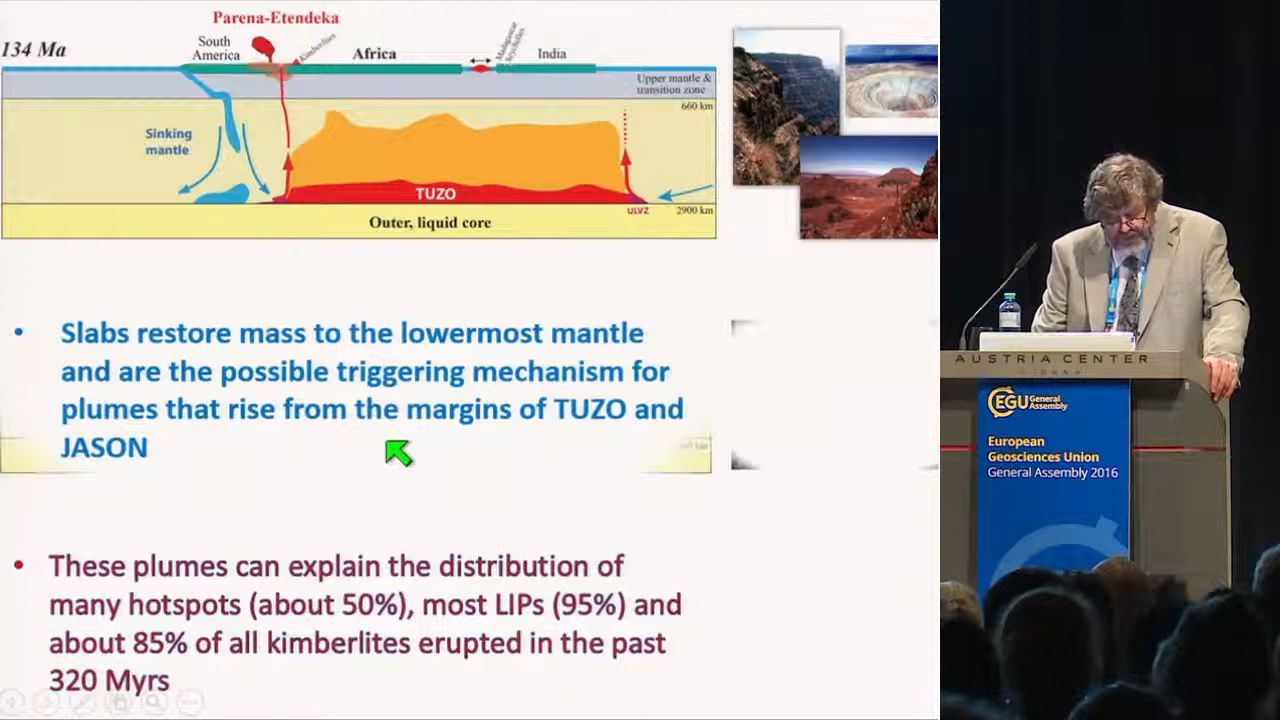 Parena-Etendeka
134 Ma
South
America
Kimberlites
Africa
Madagascar
Seychelles
India
Upper mantle &
transition zone
660 km
Sinking
mantle
TUZO
ULVZ
2900 km
Outer, liquid core
• Slabs restore mass to the lowermost mantle
and are the possible triggering mechanism for
plumes that rise from the margins of TUZO and
JASON
• These plumes can explain the distribution of
many hotspots (about 50%), most LIPs (95%) and
about 85% of all kimberlites erupted in the past
320 Myrs
AUSTRIA CENTER
EGU General
Assembly
European
Geosciences Union
General Assembly 2016